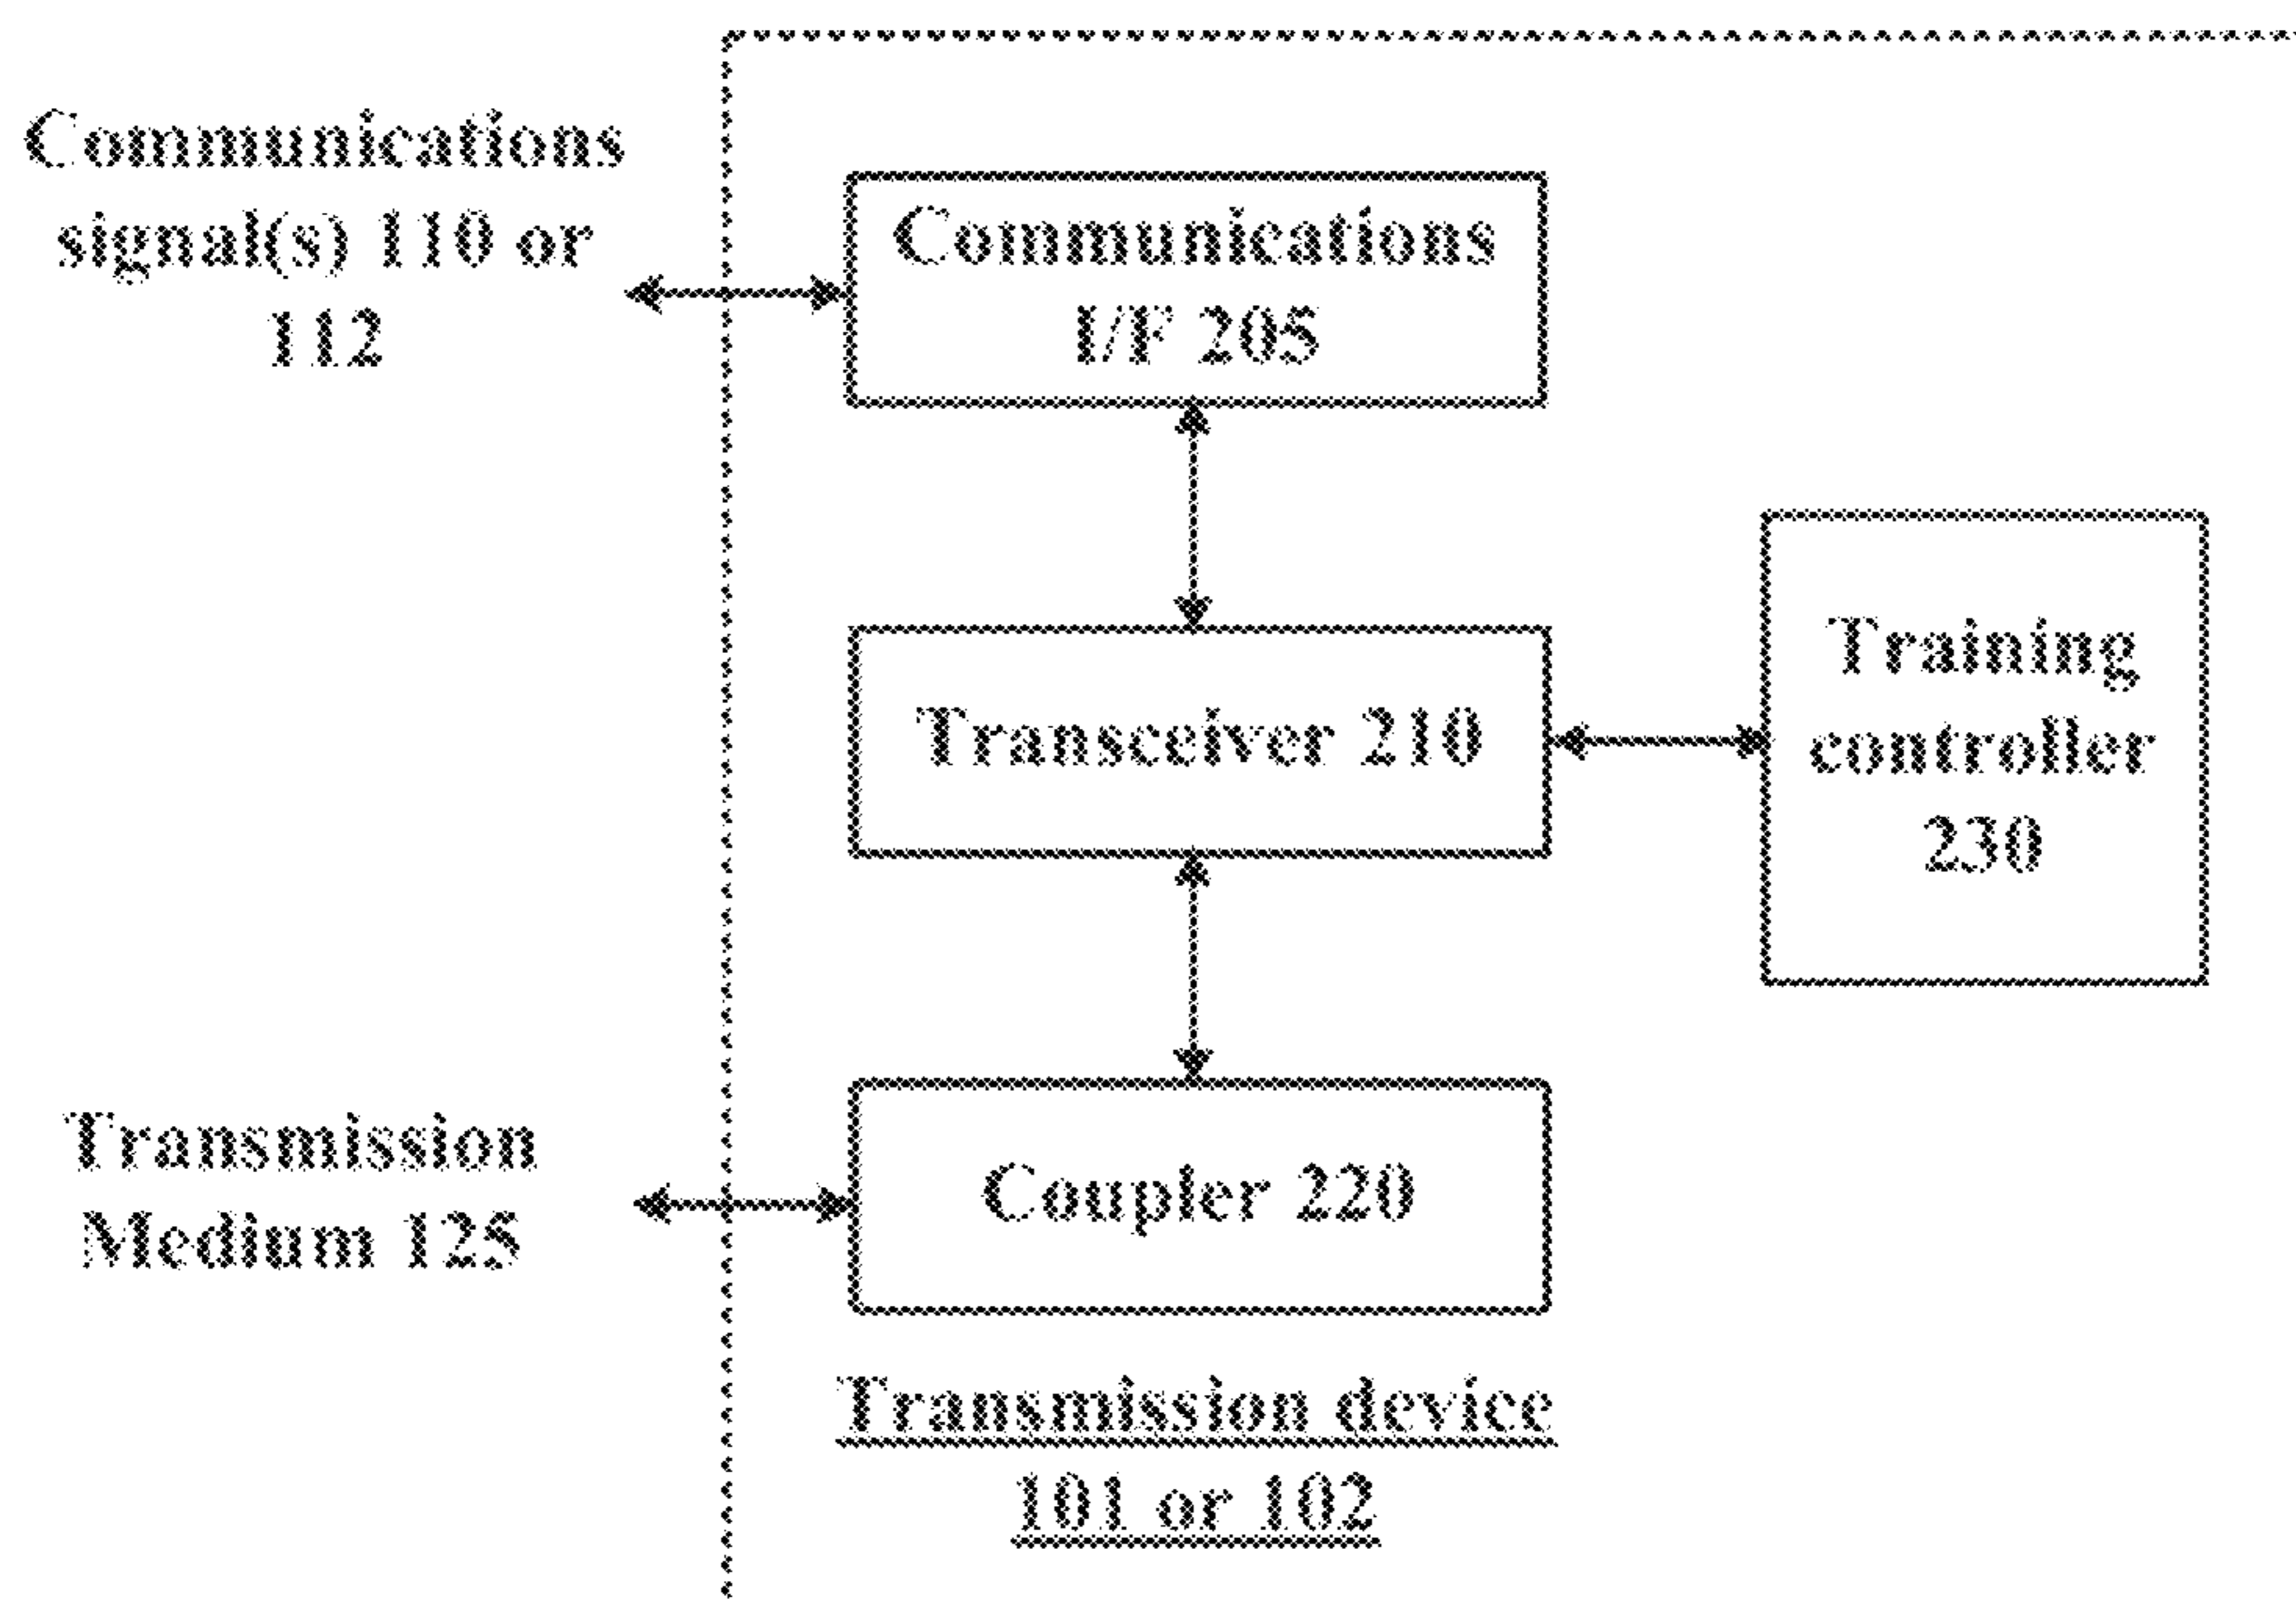 Communications
signal(s) 110 or
112
Communications
I/F 205
Transceiver 210
Training
controller
230
Transmission
Medium 125
Coupler 220
Transmission device
101 or 102